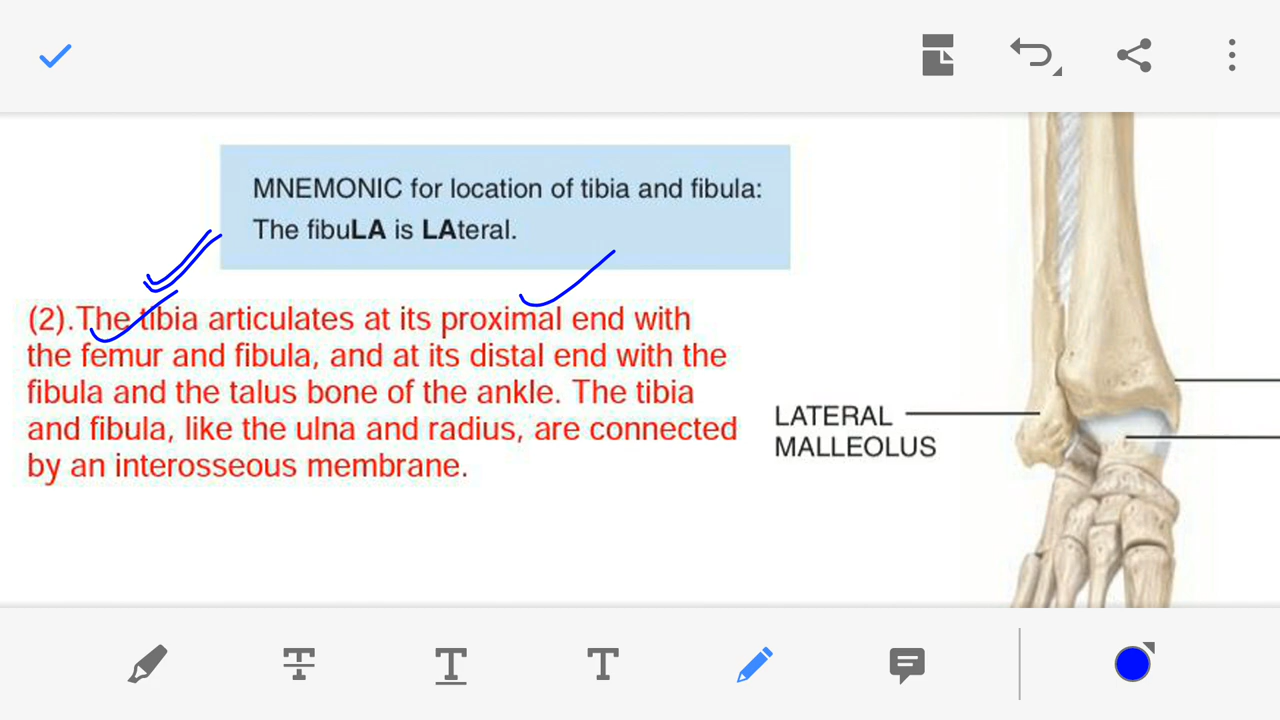 MNEMONIC for location of tibia and fibula:
The fibuLA is LAteral.
(2).The tibia articulates at its proximal end with
the femur and fibula, and at its distal end with the
fibula and the talus bone of the ankle. The tibia
and fibula, like the ulna and radius, are connected
by an interosseous membrane.
LATERAL
MALLEOLUS
T
T
T